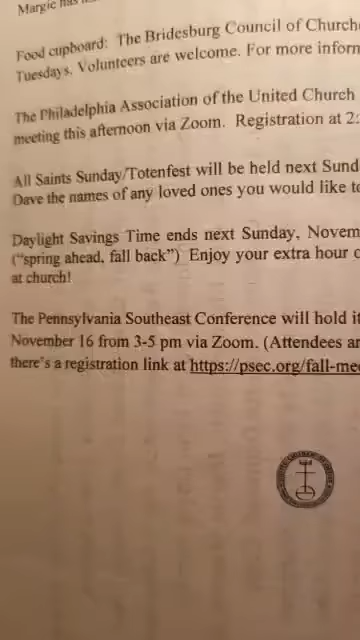 Margie has
Food cupboard: The Bridesburg Council of Church
Tuesdays. Volunteers are welcome. For more inform
The Philadelphia Association of the United Church
meeting this afternoon via Zoom. Registration at 2:
All Saints Sunday/Totenfest will be held next Sund
Dave the names of any loved ones you would like to
Daylight Savings Time ends next Sunday, Novem
("spring ahead, fall back") Enjoy your extra hour o
at church!
The Pennsylvania Southeast Conference will hold it
November 16 from 3-5 pm via Zoom. (Attendees ar
there's a registration link at https://psec.org/fall-mee